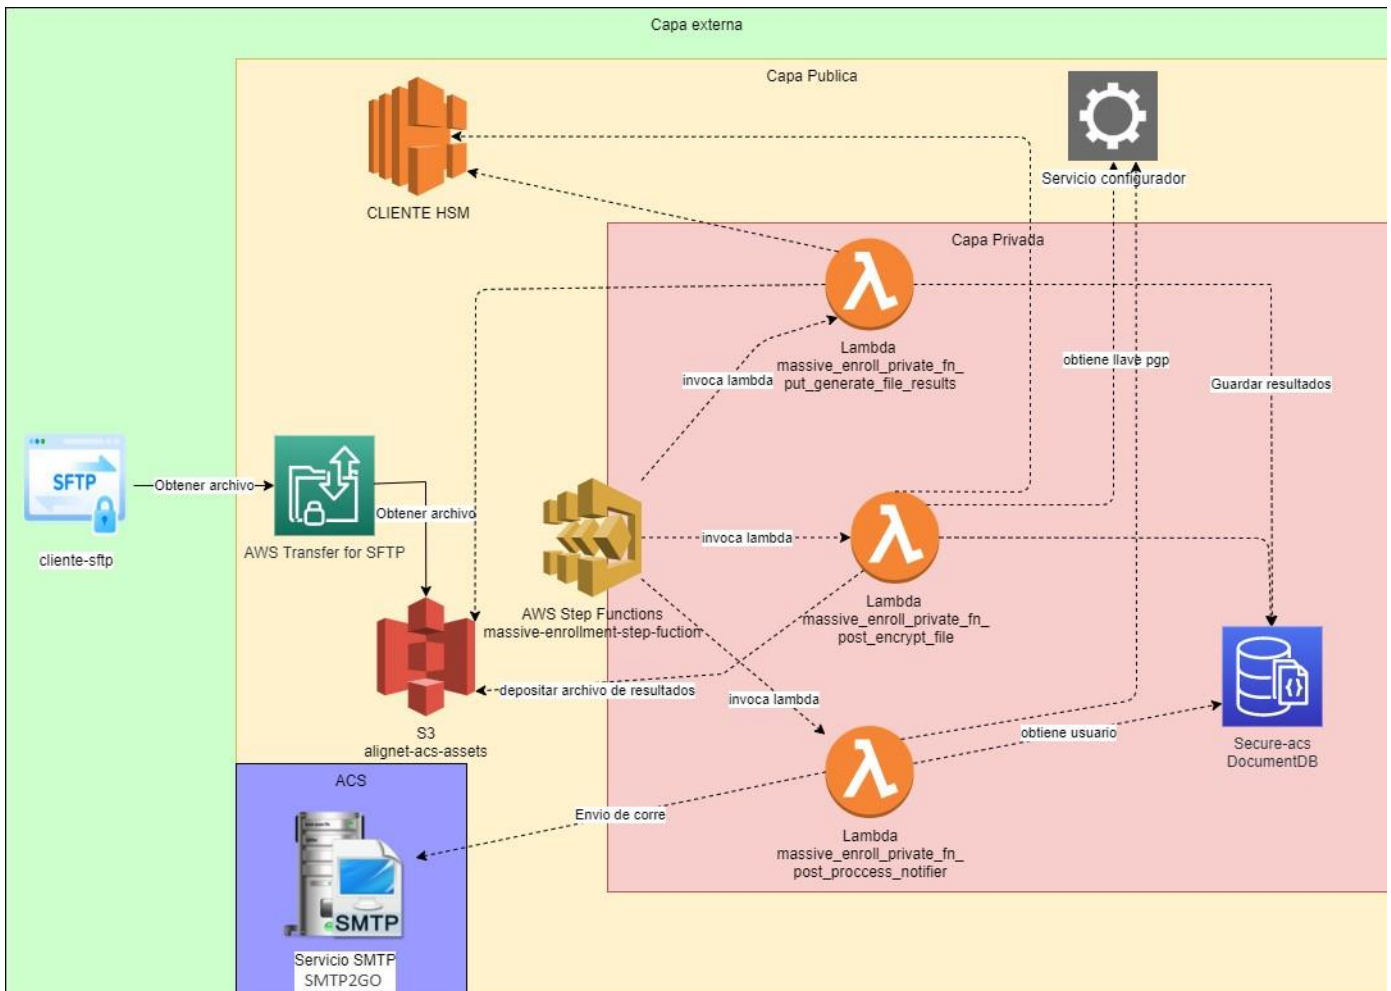 Capa externa
Capa Publica
Servicio configurador
CLIENTE HSM
Capa Privada
Lambda
massive_enroll_private_fn_
put_generate_file_results
obtiene llave pgp
invoca lambda
Guardar resultados
SFTP
Obtener archivo
Obtener archivo
cliente-sftp
AWS Transfer for SFTP
invoca lambda
AWS Step Functions
massive-enrollment-step-fuction
Lambda
massive_enroll_private_fn_
post_encrypt_file
depositar archivo de resultados
invoca lambda
S3
alignet-acs-assets
obtiene usuario
Secure-acs
DocumentDB
ACS
Envio de corre
Lambda
massive_enroll_private_fn_
post_proccess_notifier
SMTP
Servicio SMTP
SMTP2GO